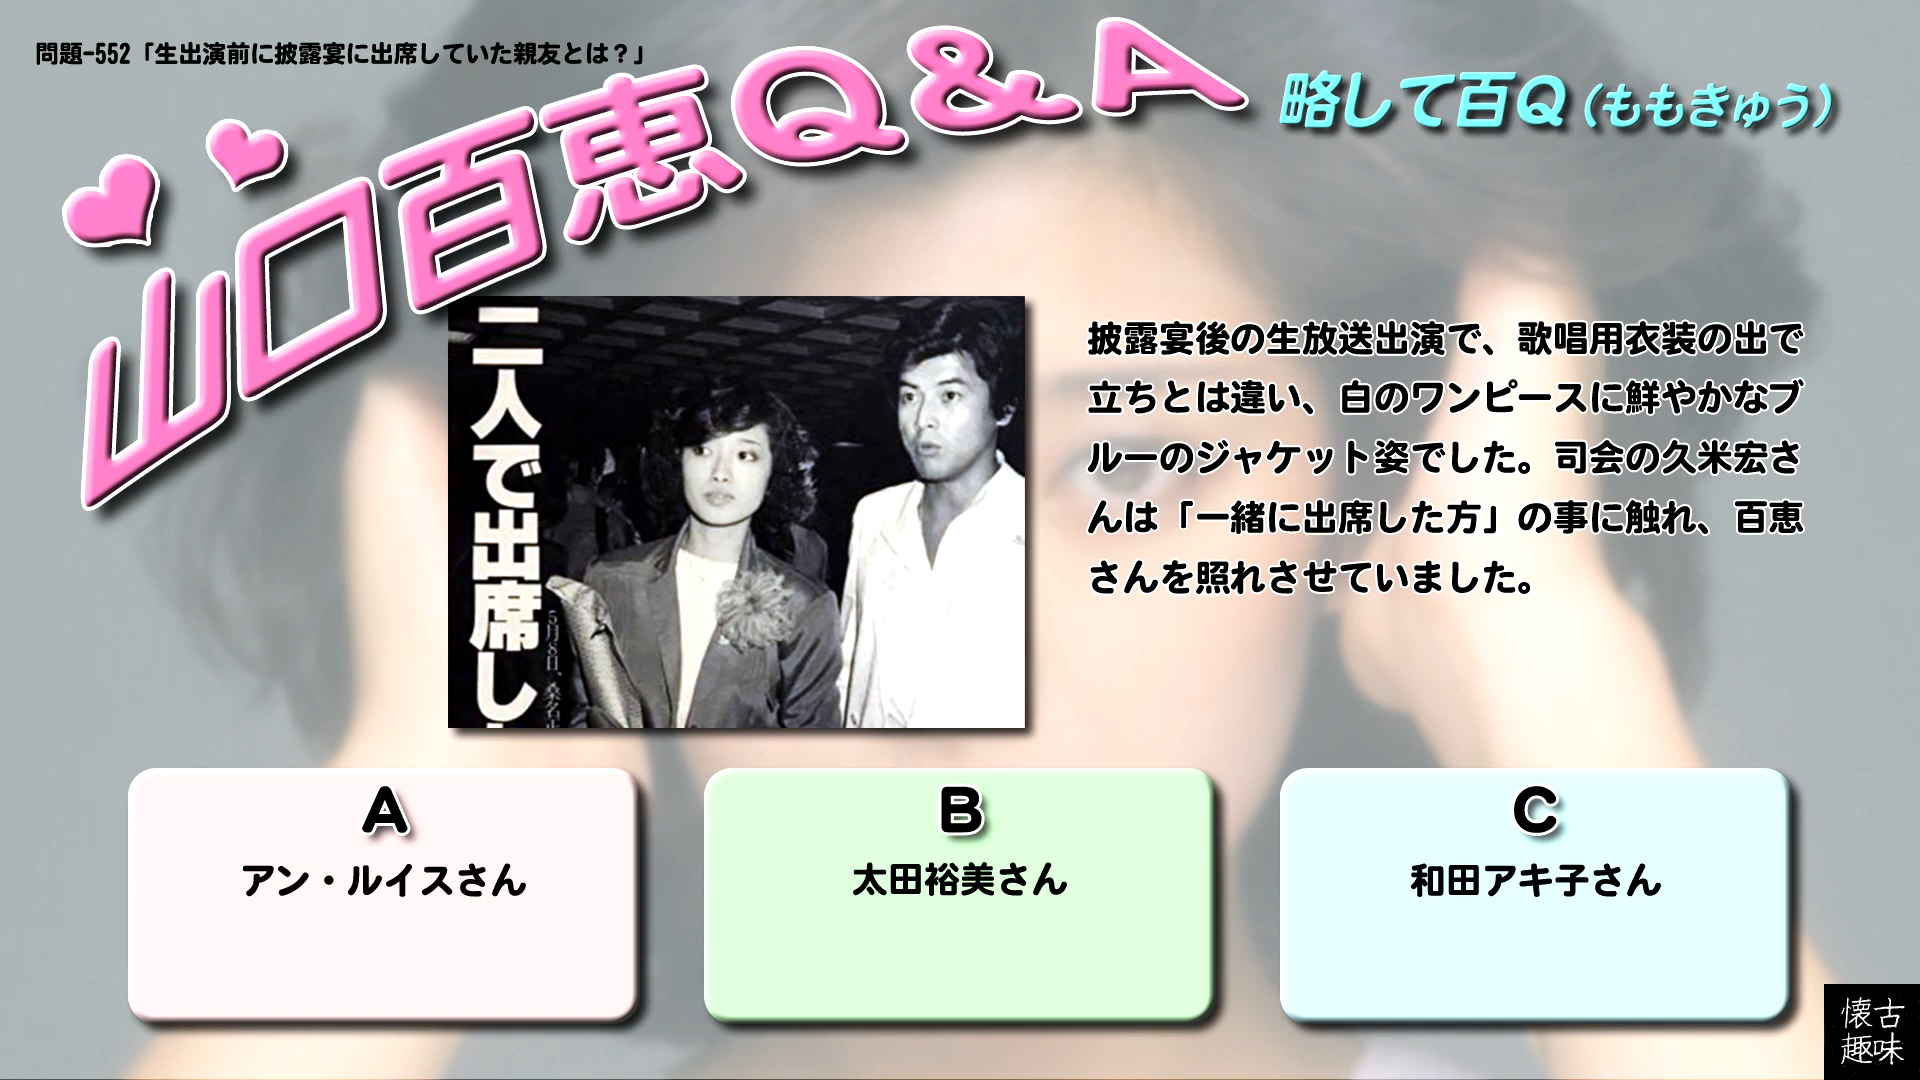 問題-552「生出演前に披露宴に出席していた親友とは？」
山口百恵Q&A
略して百Q（ももきゅう）
二人で出席し
5月8日、桑名
披露宴後の生放送出演で、歌唱用衣装の出で
立ちとは違い、白のワンピースに鮮やかなブ
ルーのジャケット姿でした。司会の久米宏さ
んは「一緒に出席した方」の事に触れ、百恵
さんを照れさせていました。
A
アン・ルイスさん
B
太田裕美さん
C
和田アキ子さん
懐古
趣味